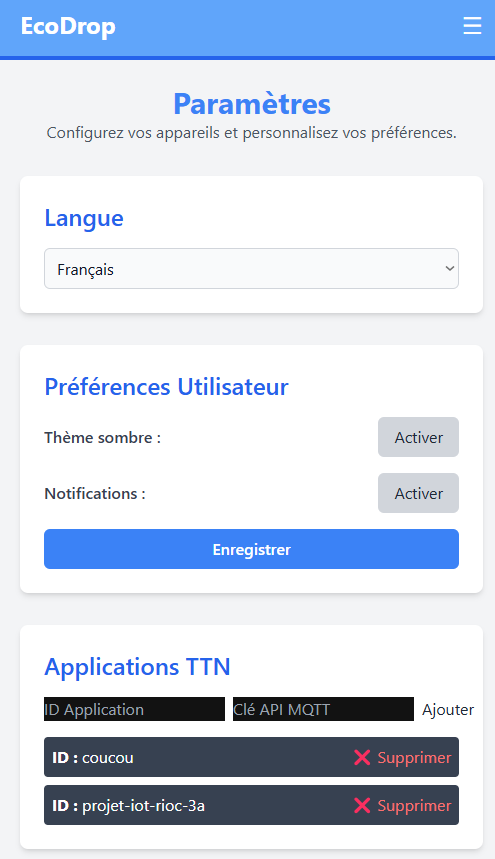 EcoDrop
Paramètres
Configurez vos appareils et personnalisez vos préférences.
Langue
Français
Préférences Utilisateur
Thème sombre : Activer
Notifications : Activer
Enregistrer
Applications TTN
ID Application Clé API MQTT Ajouter
ID : coucou ❌ Supprimer
ID : projet-iot-rioc-3a ❌ Supprimer